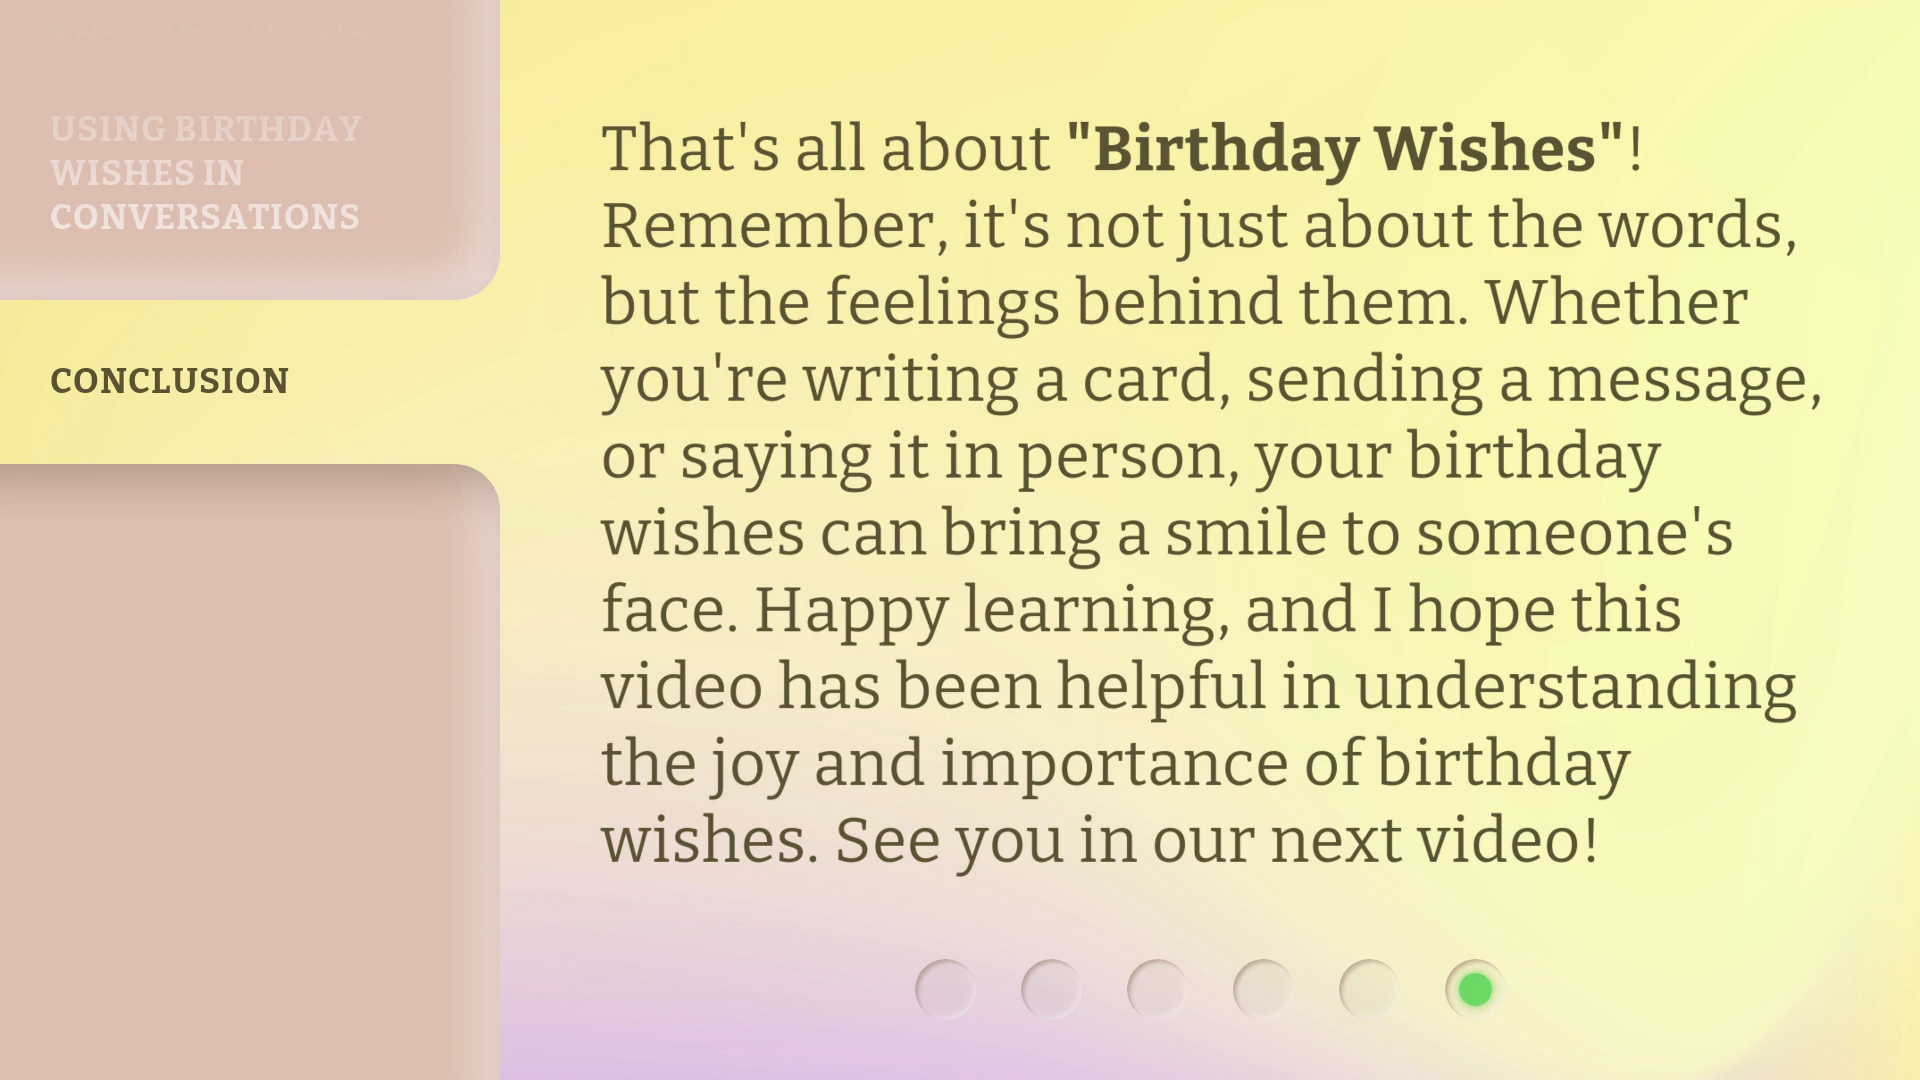 BIRTHDAY WISHES
USING BIRTHDAY
WISHES IN
CONVERSATIONS
CONCLUSION
That's all about "Birthday Wishes"!
Remember, it's not just about the words,
but the feelings behind them. Whether
you're writing a card, sending a message,
or saying it in person, your birthday
wishes can bring a smile to someone's
face. Happy learning, and I hope this
video has been helpful in understanding
the joy and importance of birthday
wishes. See you in our next video!